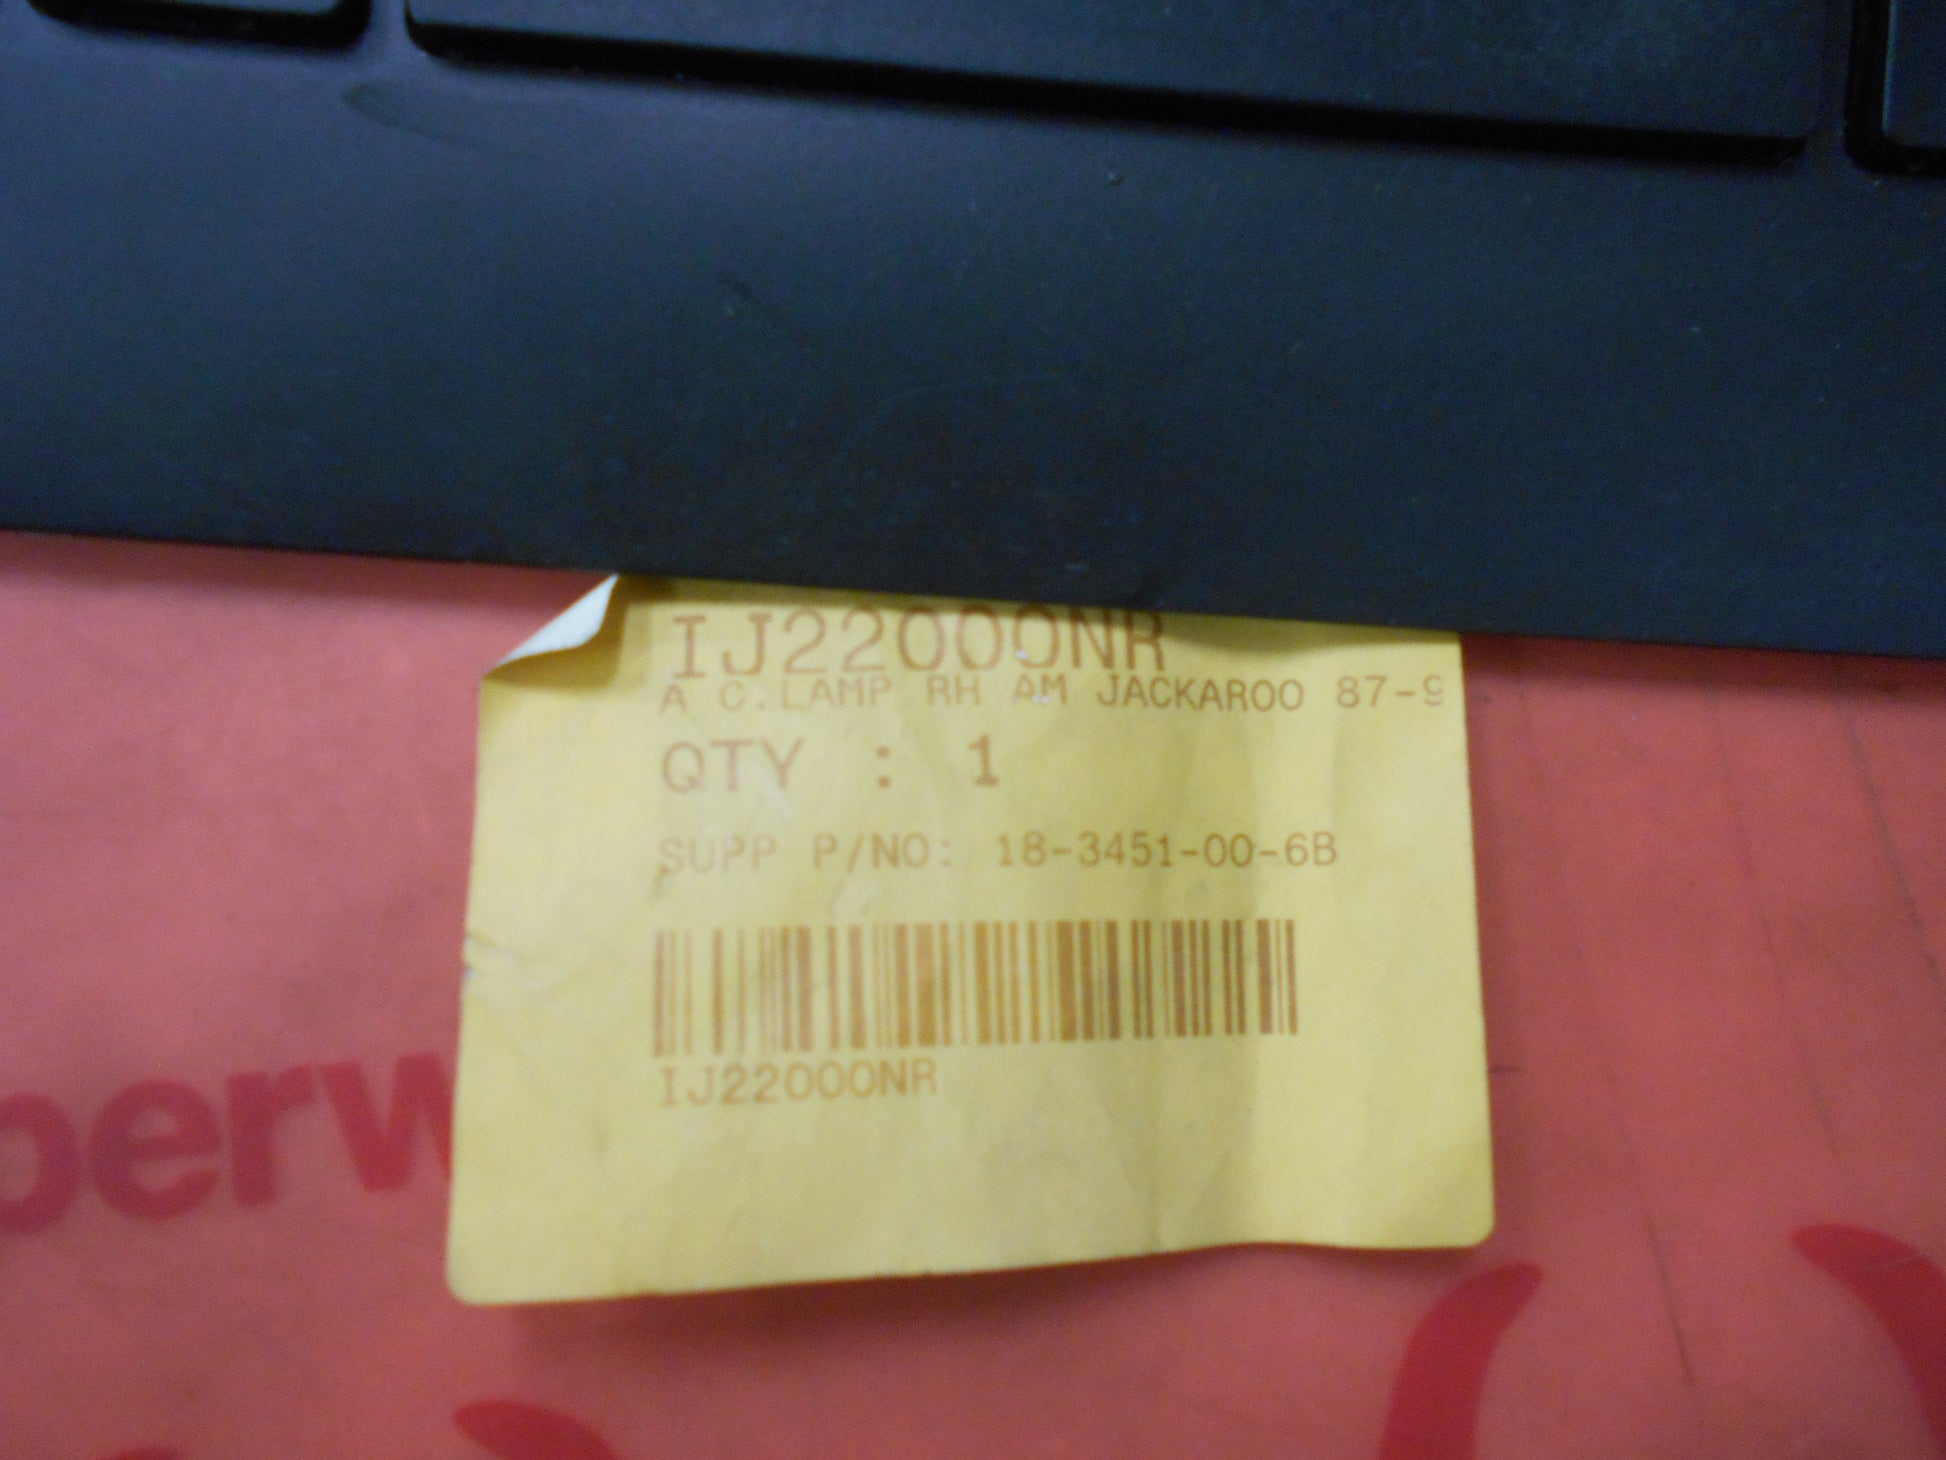 IJ22000NR
A C.LAMP RH AM JACKAROO 87-9
QTY : 1
SUPP P/NO: 18-3451-00-6B
IJ22000NR
perw